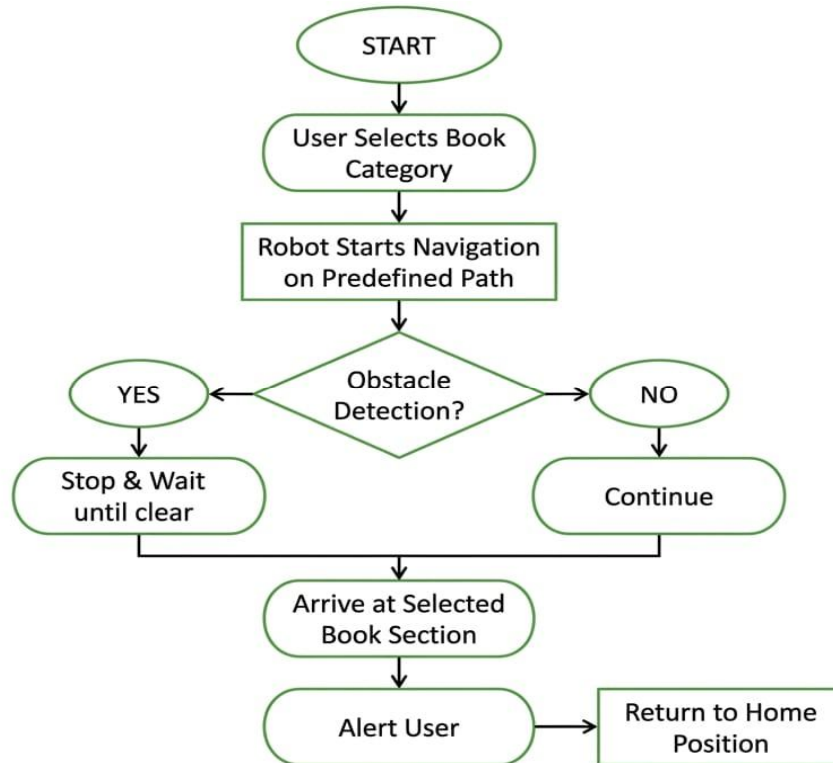 START
User Selects Book
Category
Robot Starts Navigation
on Predefined Path
Obstacle
Detection?
YES
NO
Stop & Wait
until clear
Continue
Arrive at Selected
Book Section
Alert User
Return to Home
Position